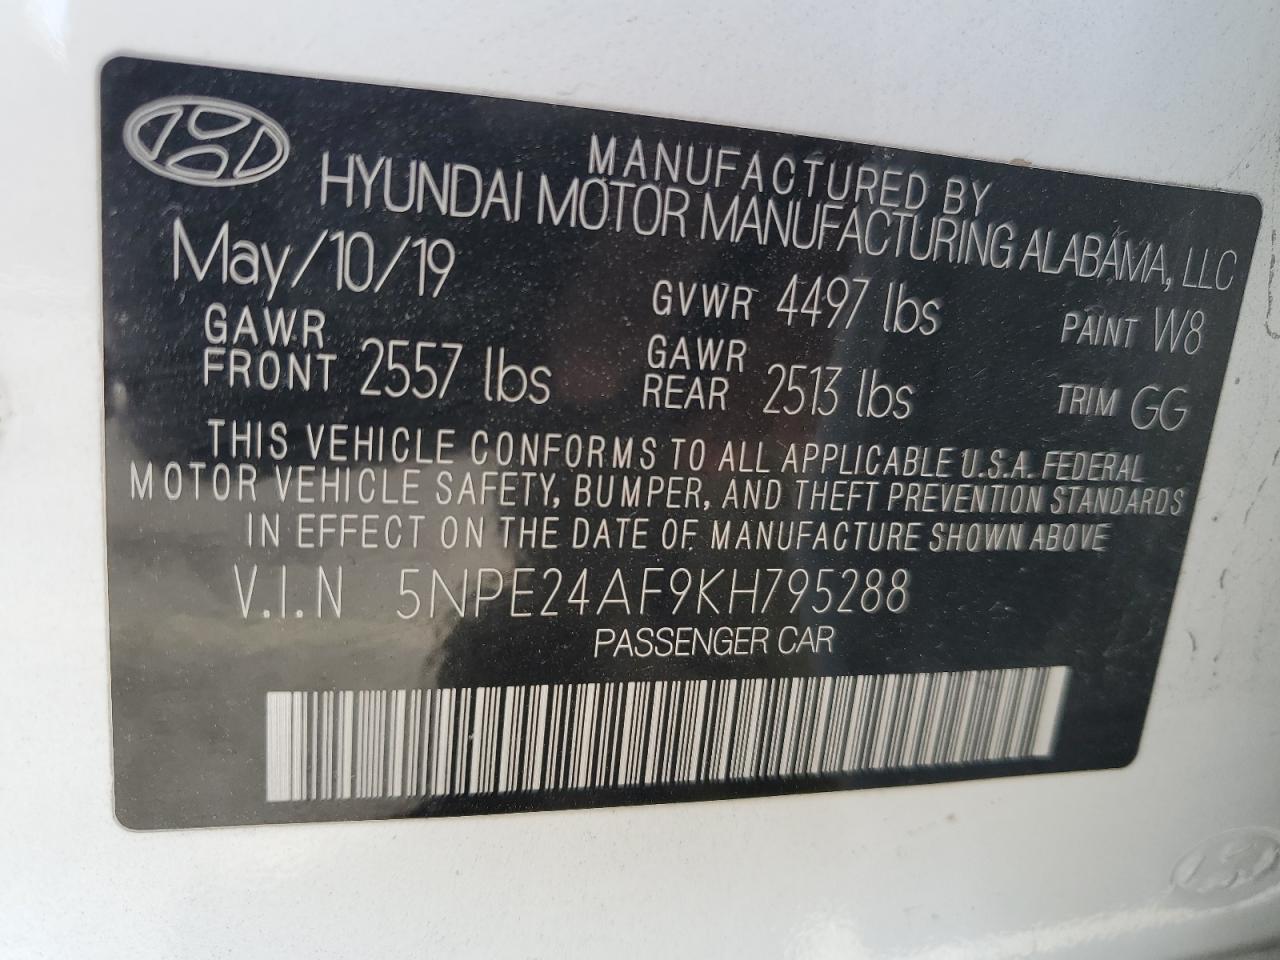 MANUFACTURED BY
HYUNDAI MOTOR MANUFACTURING ALABAMA, LLC
May/10/19 GVWR 4497 lbs PAINT W8
GAWR FRONT 2557 lbs GAWR REAR 2513 lbs TRIM GG
THIS VEHICLE CONFORMS TO ALL APPLICABLE U.S.A. FEDERAL
MOTOR VEHICLE SAFETY, BUMPER, AND THEFT PREVENTION STANDARDS
IN EFFECT ON THE DATE OF MANUFACTURE SHOWN ABOVE
V.I.N 5NPE24AF9KH795288
PASSENGER CAR